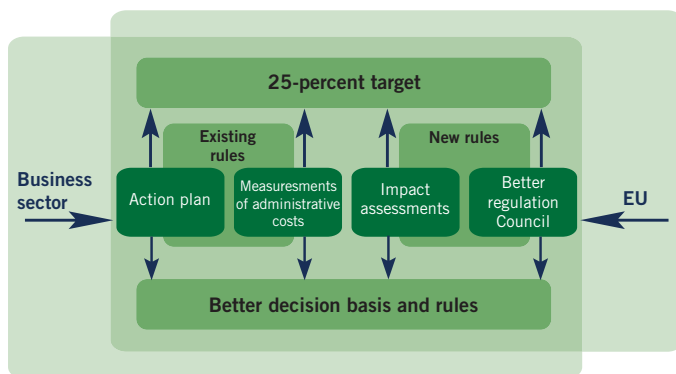 25-percent target
Existing
rules
New rules
Business
sector
Action plan
Measuresments
of administrative
costs
Impact
assessments
Better
regulation
Council
EU
Better decision basis and rules